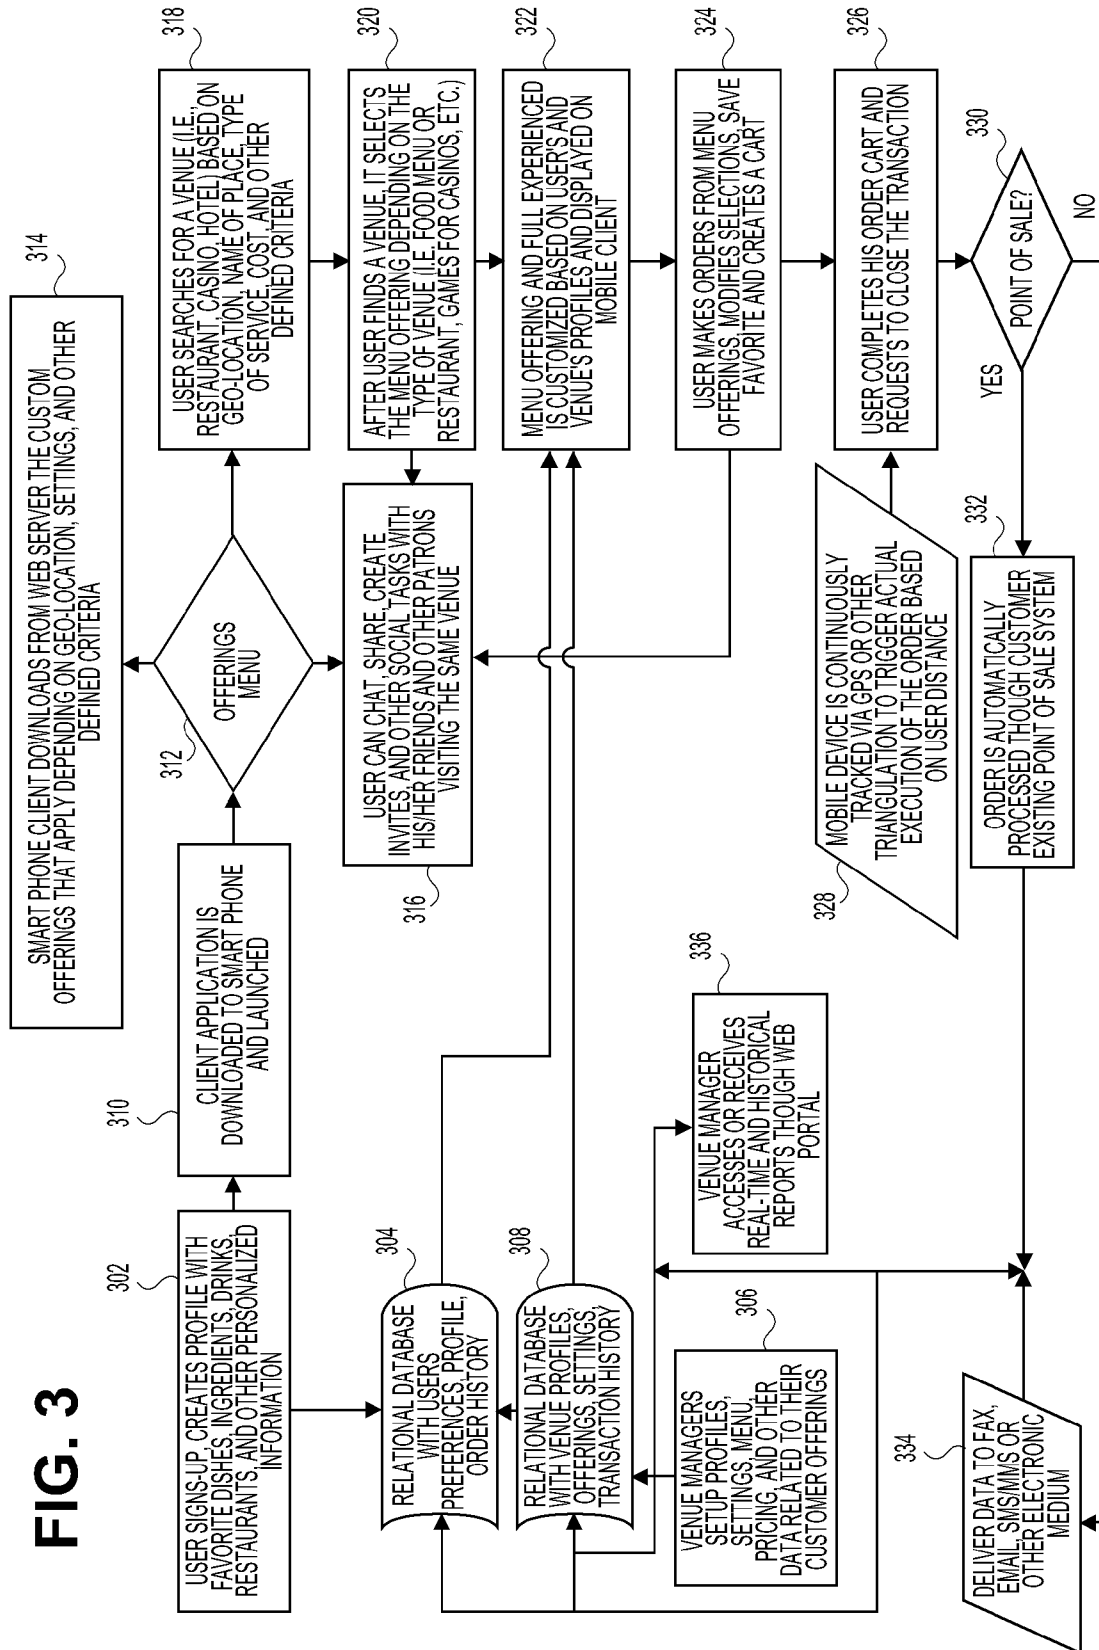 FIG. 3
302
USER SIGNS-UP, CREATES PROFILE WITH
FAVORITE DISHES, INGREDIENTS, DRINKS,
RESTAURANTS, AND OTHER PERSONALIZED
INFORMATION
310
CLIENT APPLICATION IS
DOWNLOADED TO SMART PHONE
AND LAUNCHED
312
OFFERINGS
MENU
314
SMART PHONE CLIENT DOWNLOADS FROM WEB SERVER THE CUSTOM
OFFERINGS THAT APPLY DEPENDING ON GEO-LOCATION, SETTINGS, AND OTHER
DEFINED CRITERIA
318
USER SEARCHES FOR A VENUE (I.E.,
RESTAURANT, CASINO, HOTEL) BASED ON
GEO-LOCATION, NAME OF PLACE, TYPE
OF SERVICE, COST, AND OTHER
DEFINED CRITERIA
316
USER CAN CHAT, SHARE, CREATE
INVITES, AND OTHER SOCIAL TASKS WITH
HIS/HER FRIENDS AND OTHER PATRONS
VISITING THE SAME VENUE
320
AFTER USER FINDS A VENUE, IT SELECTS
THE MENU OFFERING DEPENDING ON THE
TYPE OF VENUE (I.E. FOOD MENU OR
RESTAURANT, GAMES FOR CASINOS, ETC.)
304
RELATIONAL DATABASE
WITH USERS
PREFERENCES, PROFILE,
ORDER HISTORY
308
RELATIONAL DATABASE
WITH VENUE PROFILES,
OFFERINGS, SETTINGS,
TRANSACTION HISTORY
322
MENU OFFERING AND FULL EXPERIENCED
IS CUSTOMIZED BASED ON USER'S AND
VENUE'S PROFILES AND DISPLAYED ON
MOBILE CLIENT
306
VENUE MANAGERS
SETUP PROFILES,
SETTINGS, MENU,
PRICING, AND OTHER
DATA RELATED TO THEIR
CUSTOMER OFFERINGS
336
VENUE MANAGER
ACCESSES OR RECEIVES
REAL-TIME AND HISTORICAL
REPORTS THOUGH WEB
PORTAL
324
USER MAKES ORDERS FROM MENU
OFFERINGS, MODIFIES SELECTIONS, SAVE
FAVORITE AND CREATES A CART
328
MOBILE DEVICE IS CONTINUOUSLY
TRACKED VIA GPS OR OTHER
TRIANGULATION TO TRIGGER ACTUAL
EXECUTION OF THE ORDER BASED
ON USER DISTANCE
326
USER COMPLETES HIS ORDER CART AND
REQUESTS TO CLOSE THE TRANSACTION
334
DELIVER DATA TO FAX,
EMAIL, SMS/MMS OR
OTHER ELECTRONIC
MEDIUM
332
ORDER IS AUTOMATICALLY
PROCESSED THOUGH CUSTOMER
EXISTING POINT OF SALE SYSTEM
YES
330
POINT OF SALE?
NO